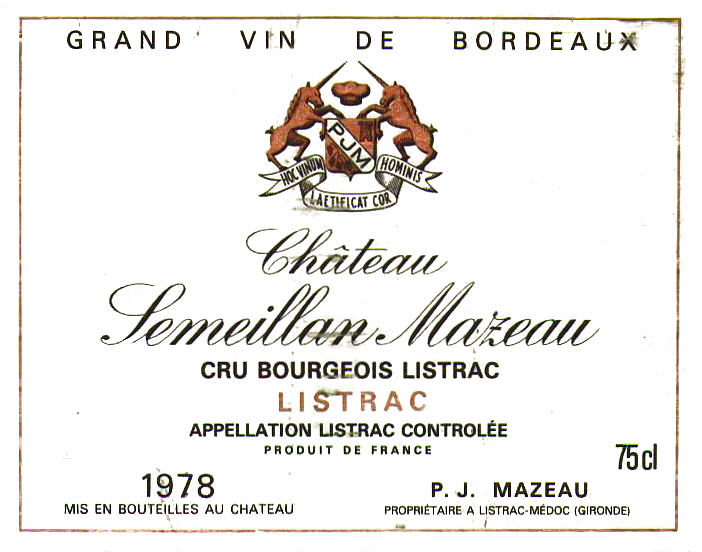 GRAND VIN DE BORDEAUX
PJM
HOC VINUM LAETIFICAT COR HOMINIS
Château
Semeillan Mazeau
CRU BOURGEOIS LISTRAC
LISTRAC
APPELLATION LISTRAC CONTROLÉE
PRODUIT DE FRANCE
75cl
1978
MIS EN BOUTEILLES AU CHATEAU
P. J. MAZEAU
PROPRIÉTAIRE A LISTRAC-MÉDOC (GIRONDE)